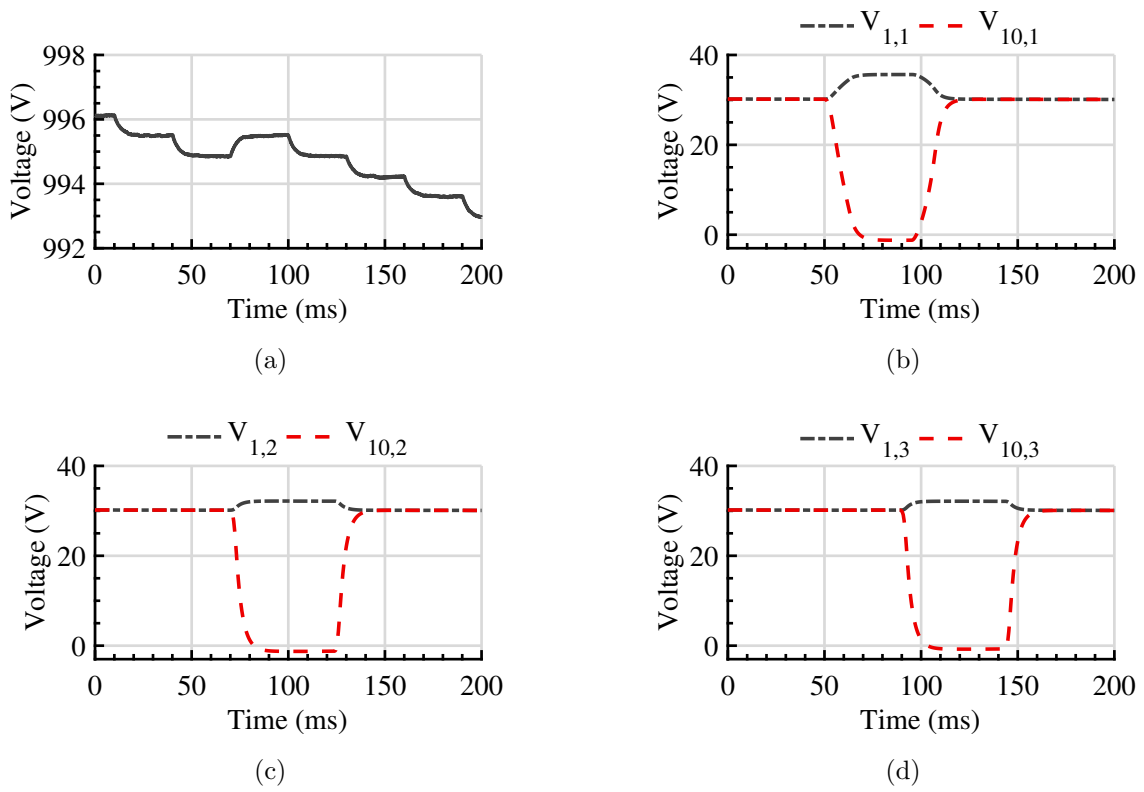 998
996
994
992
Voltage (V)
0 50 100 150 200
Time (ms)
(a)
V1,1 V10,1
40
20
0
Voltage (V)
0 50 100 150 200
Time (ms)
(b)
V1,2 V10,2
40
20
0
Voltage (V)
0 50 100 150 200
Time (ms)
(c)
V1,3 V10,3
40
20
0
Voltage (V)
0 50 100 150 200
Time (ms)
(d)